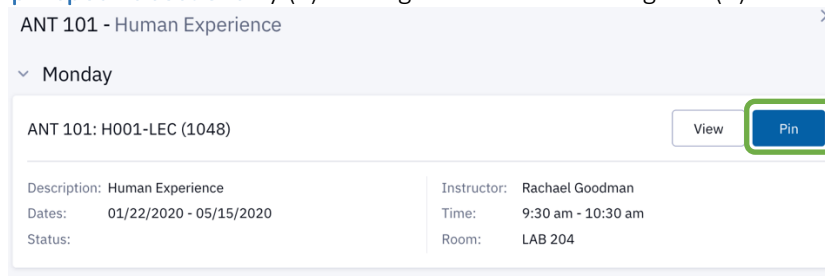 ANT 101 - Human Experience
Monday
ANT 101: H001-LEC (1048)
View
Pin
Description: Human Experience
Instructor: Rachael Goodman
Dates: 01/22/2020 - 05/15/2020
Time: 9:30 am - 10:30 am
Status:
Room: LAB 204